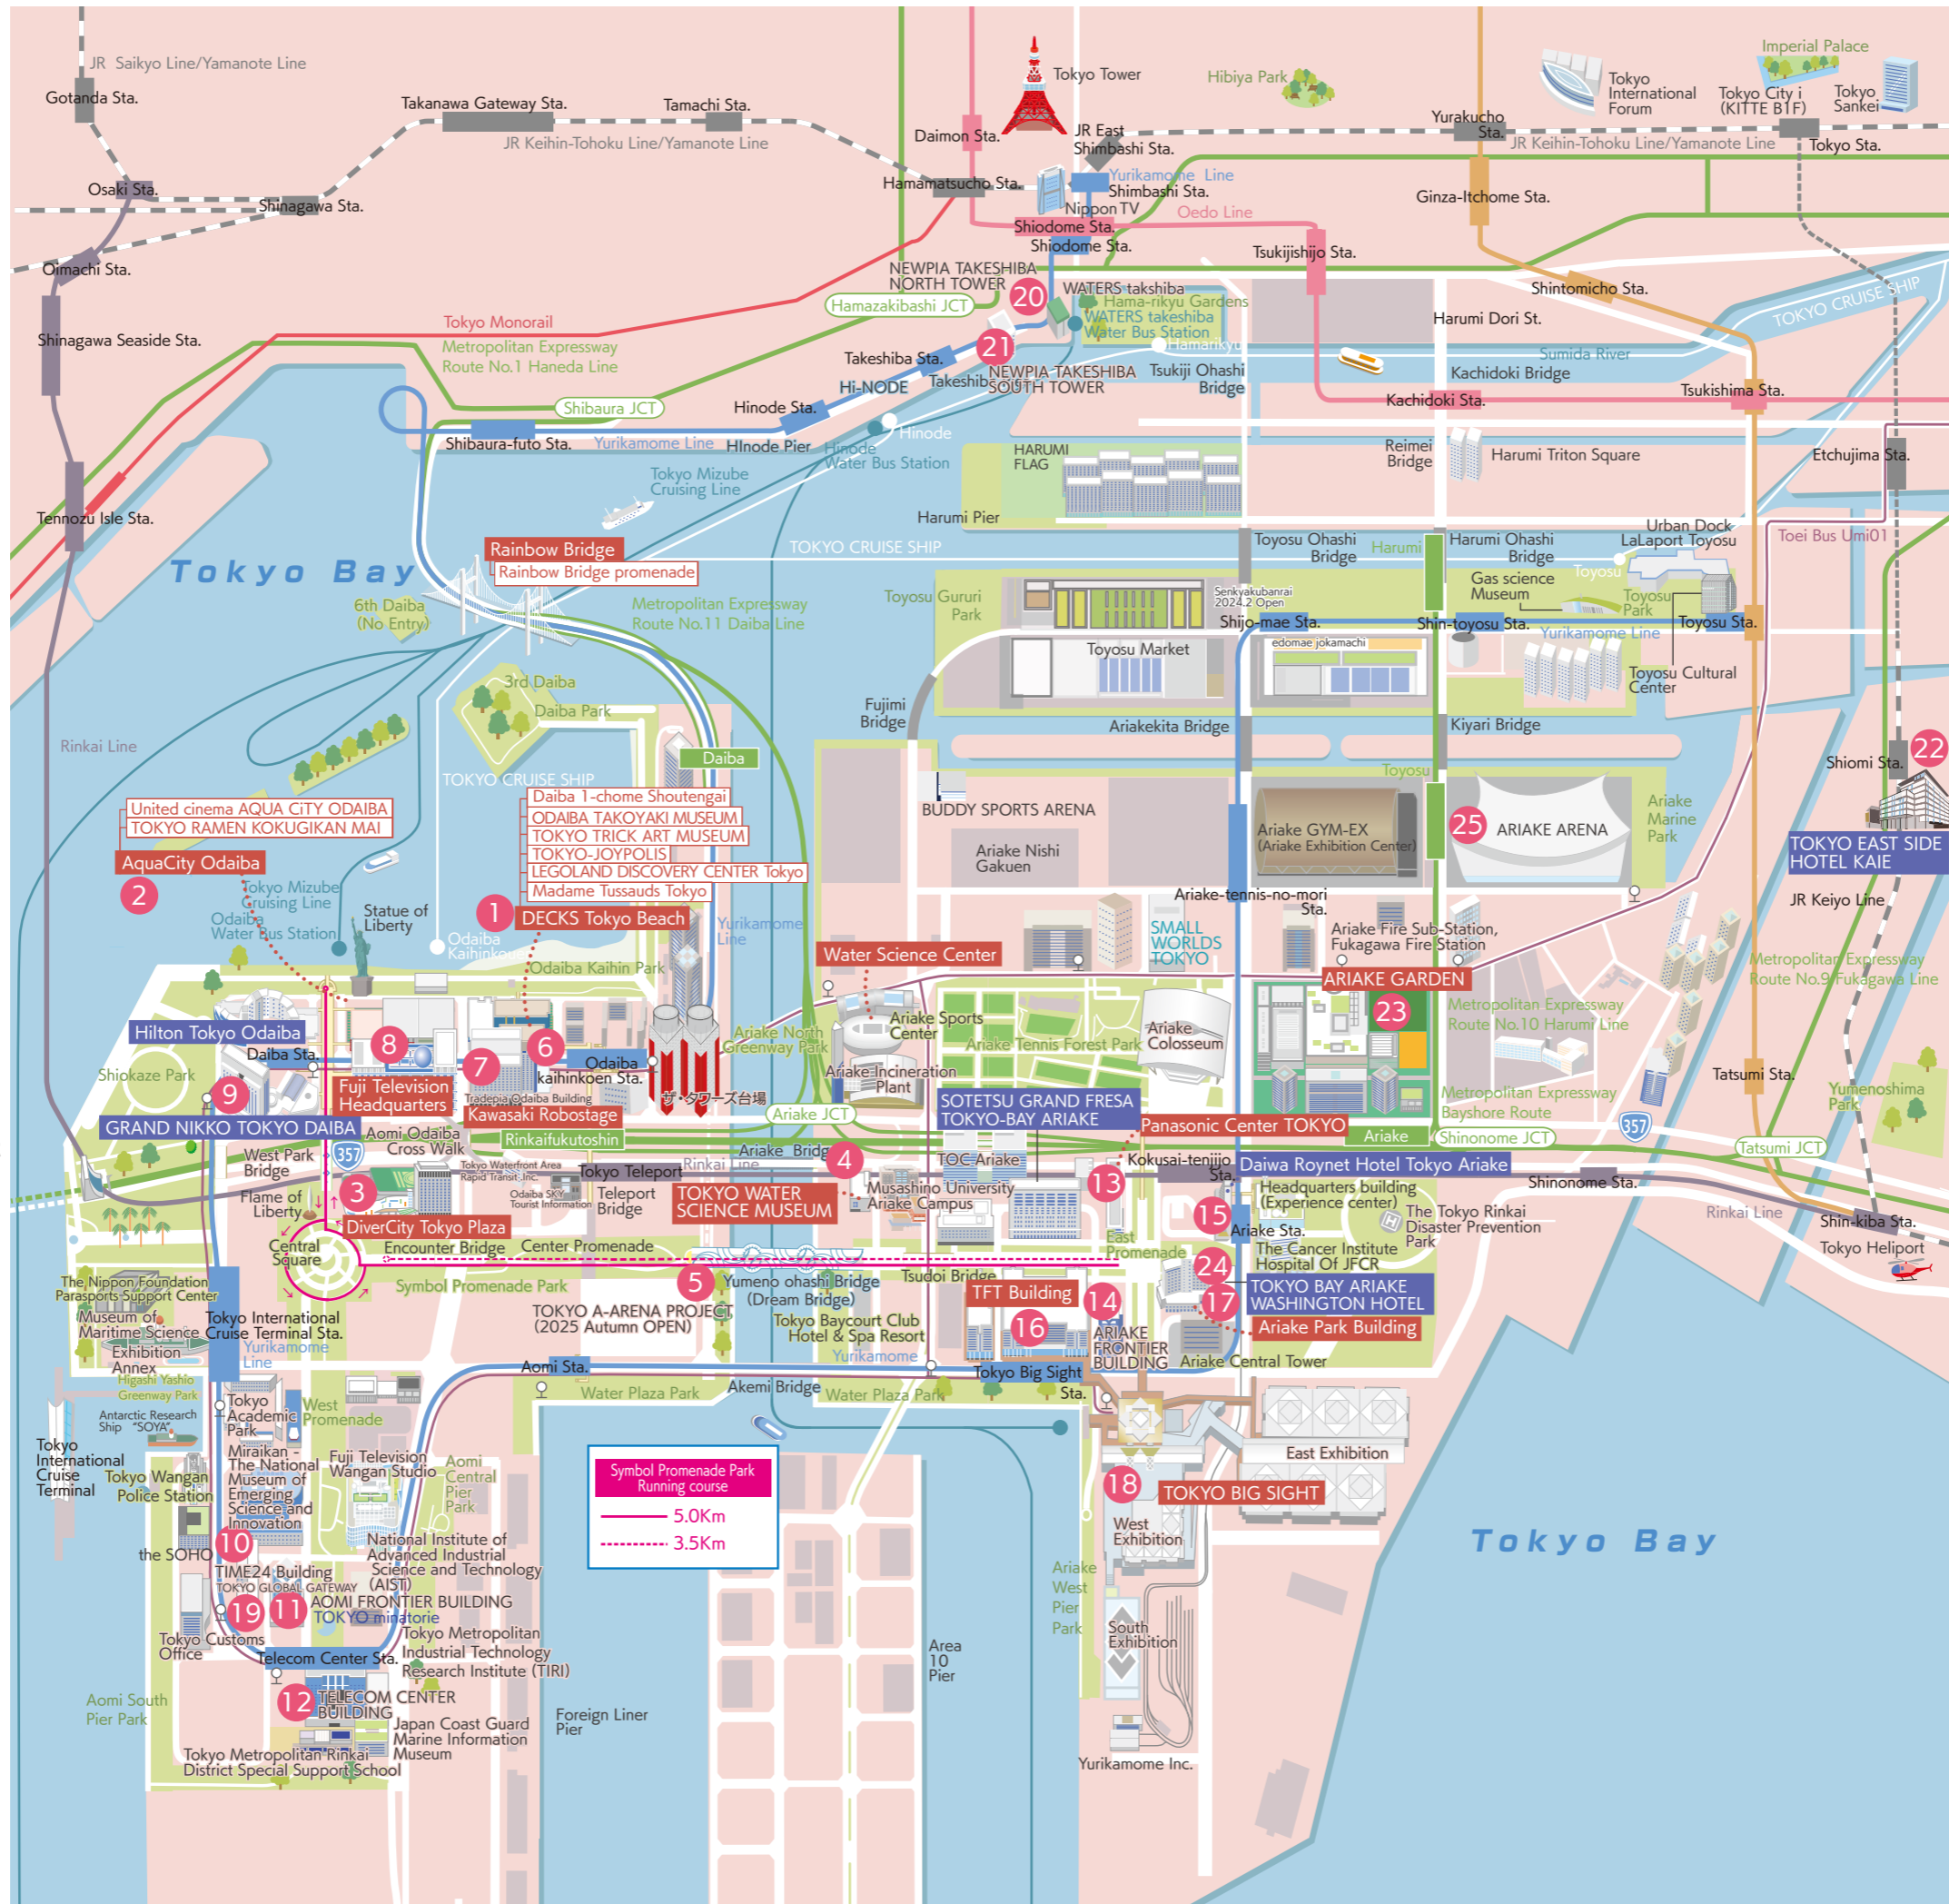 JR Saikyo Line/Yamanote Line
Gotanda Sta.
Takanawa Gateway Sta.
Tamachi Sta.
JR Keihin-Tohoku Line/Yamanote Line
Daimon Sta.
Tokyo Tower
JR East
Shimbashi Sta.
Hibiya Park
Yurakucho
Sta.
Tokyo
International
Forum
Imperial Palace
Tokyo City i
(KITTE B1F)
Tokyo
Sankei
JR Keihin-Tohoku Line/Yamanote Line
Tokyo Sta.
Osaki Sta.
Shinagawa Sta.
Hamamatsucho Sta.
Yurikamome Line
Shimbashi Sta.
Nippon TV
Oedo Line
Ginza-Itchome Sta.
Shiodome Sta.
Shiodome Sta.
Tsukijishijo Sta.
Oimachi Sta.
NEWPIA TAKESHIBA
NORTH TOWER
20
WATERS takshiba
Hama-rikyu Gardens
WATERS takeshiba
Water Bus Station
Hamazakibashi JCT
Shintomicho Sta.
TOKYO CRUISE SHIP
Harumi Dori St.
Tokyo Monorail
Shinagawa Seaside Sta.
Metropolitan Expressway
Route No.1 Haneda Line
21
Takeshiba Sta.
Hamarikyu
Sumida River
Hi-NODE
Takeshib
NEWPIA TAKESHIBA
SOUTH TOWER
Tsukiji Ohashi
Bridge
Kachidoki Bridge
Kachidoki Sta.
Tsukishima Sta.
Shibaura JCT
Hinode Sta.
Shibaura-futo Sta.
Yurikamome Line
HInode Pier
Hinode
Water Bus Station
Hinode
HARUMI
FLAG
Reimei
Bridge
Harumi Triton Square
Etchujima Sta.
Tokyo Mizube
Cruising Line
Tennozu Isle Sta.
Harumi Pier
Urban Dock
LaLaport Toyosu
Toei Bus Umi01
Tokyo Bay
Rainbow Bridge
Rainbow Bridge promenade
TOKYO CRUISE SHIP
Toyosu Ohashi
Bridge
Harumi
Harumi Ohashi
Bridge
Toyosu
Gas science
Museum
Toyosu
Park
6th Daiba
(No Entry)
Metropolitan Expressway
Route No.11 Daiba Line
Toyosu Gururi
Park
Senkyakubanrai
2024.2 Open
Shijo-mae Sta.
Shin-toyosu Sta.
Yurikamome Line
Toyosu Sta.
Toyosu Market
edomae jokamachi
Toyosu Cultural
Center
3rd Daiba
Daiba Park
Fujimi
Bridge
Ariakekita Bridge
Kiyari Bridge
Rinkai Line
Daiba
TOKYO CRUISE SHIP
Toyosu
Shiomi Sta.
22
United cinema AQUA CiTY ODAIBA
TOKYO RAMEN KOKUGIKAN MAI
AquaCity Odaiba
2
Daiba 1-chome Shoutengai
ODAIBA TAKOYAKI MUSEUM
TOKYO TRICK ART MUSEUM
TOKYO-JOYPOLIS
LEGOLAND DISCOVERY CENTER Tokyo
Madame Tussauds Tokyo
1
DECKS Tokyo Beach
BUDDY SPORTS ARENA
Ariake Nishi
Gakuen
Ariake GYM-EX
(Ariake Exhibition Center)
25
ARIAKE ARENA
Ariake
Marine
Park
TOKYO EAST SIDE
HOTEL KAIE
JR Keiyo Line
Tokyo Mizube
Cruising Line
Odaiba
Water Bus Station
Statue of
Liberty
Odaiba
Kaihinkoue
Yurikamome
Line
Odaiba Kaihin Park
Ariake-tennis-no-mori
Sta.
SMALL
WORLDS
TOKYO
Ariake Fire Sub-Station,
Fukagawa Fire Station
Water Science Center
ARIAKE GARDEN
23
Metropolitan Expressway
Route No.9 Fukagawa Line
Metropolitan Expressway
Route No.10 Harumi Line
Hilton Tokyo Odaiba
Daiba Sta.
8
7
6
Odaiba
kaihinkoen Sta.
Ariake North
Greenway Park
Ariake Sports
Center
Ariake Tennis Forest Park
Ariake
Colosseum
Shiokaze Park
9
Fuji Television
Headquarters
Tradepia Odaiba Building
Kawasaki Robostage
ザ・タワーズ台場
Ariake Incineration
Plant
Ariake JCT
SOTETSU GRAND FRESA
TOKYO-BAY ARIAKE
Panasonic Center TOKYO
Metropolitan Expressway
Bayshore Route
Tatsumi Sta.
Yumenoshima
Park
GRAND NIKKO TOKYO DAIBA
Aomi Odaiba
Cross Walk
Rinkaifukutoshin
Ariake
Shinonome JCT
357
Tatsumi JCT
West Park
Bridge
357
Ariake Bridg
4
TOC Ariake
Kokusai-tenjijo
Sta.
Daiwa Roynet Hotel Tokyo Ariake
Tokyo Waterfront Area
Rapid Transit,Inc.
Tokyo Teleport
Rinkai Line
Flame of
Liberty
3
DiverCity Tokyo Plaza
Odaiba SKY
Tourist Information
Teleport
Bridge
TOKYO WATER
SCIENCE MUSEUM
Musashino University
Ariake Campus
13
15
Headquarters building
(Experience center)
Ariake Sta.
The Tokyo Rinkai
Disaster Prevention
Park
H
Shinonome Sta.
Rinkai Line
Shin-kiba Sta.
Tokyo Heliport
Central
Square
Encounter Bridge
Center Promenade
Symbol Promenade Park
5
Yumeno ohashi Bridge
(Dream Bridge)
Tsudoi Bridge
East
Promenade
24
The Cancer Institute
Hospital Of JFCR
The Nippon Foundation
Parasports Support Center
Museum of
Maritime Science
Exhibition
Annex
Tokyo International
Cruise Terminal Sta.
Yurikamome
Line
TOKYO A-ARENA PROJECT
(2025 Autumn OPEN)
Tokyo Baycourt Club
Hotel & Spa Resort
TFT Building
16
14
17
TOKYO BAY ARIAKE
WASHINGTON HOTEL
Ariake Park Building
ARIAKE
FRONTIER
BUILDING
Ariake Central Tower
Higashi Yashio
Greenway Park
Aomi Sta.
Yurikamome
Tokyo Big Sight
Sta.
Water Plaza Park
Akemi Bridge
Water Plaza Park
Antarctic Research
Ship "SOYA"
Tokyo
Academic
Park
West
Promenade
Tokyo
International
Cruise
Terminal
Tokyo Wangan
Police Station
Miraikan -
The National
Museum of
Emerging
Science and
Innovation
Fuji Television
Wangan Studio
Aomi
Central
Pier
Park
Symbol Promenade Park
Running course
5.0Km
3.5Km
East Exhibition
18
TOKYO BIG SIGHT
West
Exhibition
Tokyo Bay
the SOHO
10
National Institute of
Advanced Industrial
Science and Technology
(AIST)
TIME24 Building
TOKYO GLOBAL GATEWAY
19
11
AOMI FRONTIER BUILDING
TOKYO minatorie
Ariake
West
Pier
Park
South
Exhibition
Tokyo Customs
Office
Telecom Center Sta.
Tokyo Metropolitan
Industrial Technology
Research Institute (TIRI)
Area
10
Pier
Aomi South
Pier Park
12
TELECOM CENTER
BUILDING
Japan Coast Guard
Marine Information
Museum
Foreign Liner
Pier
Tokyo Metropolitan Rinkai
District Special Support School
Yurikamome Inc.